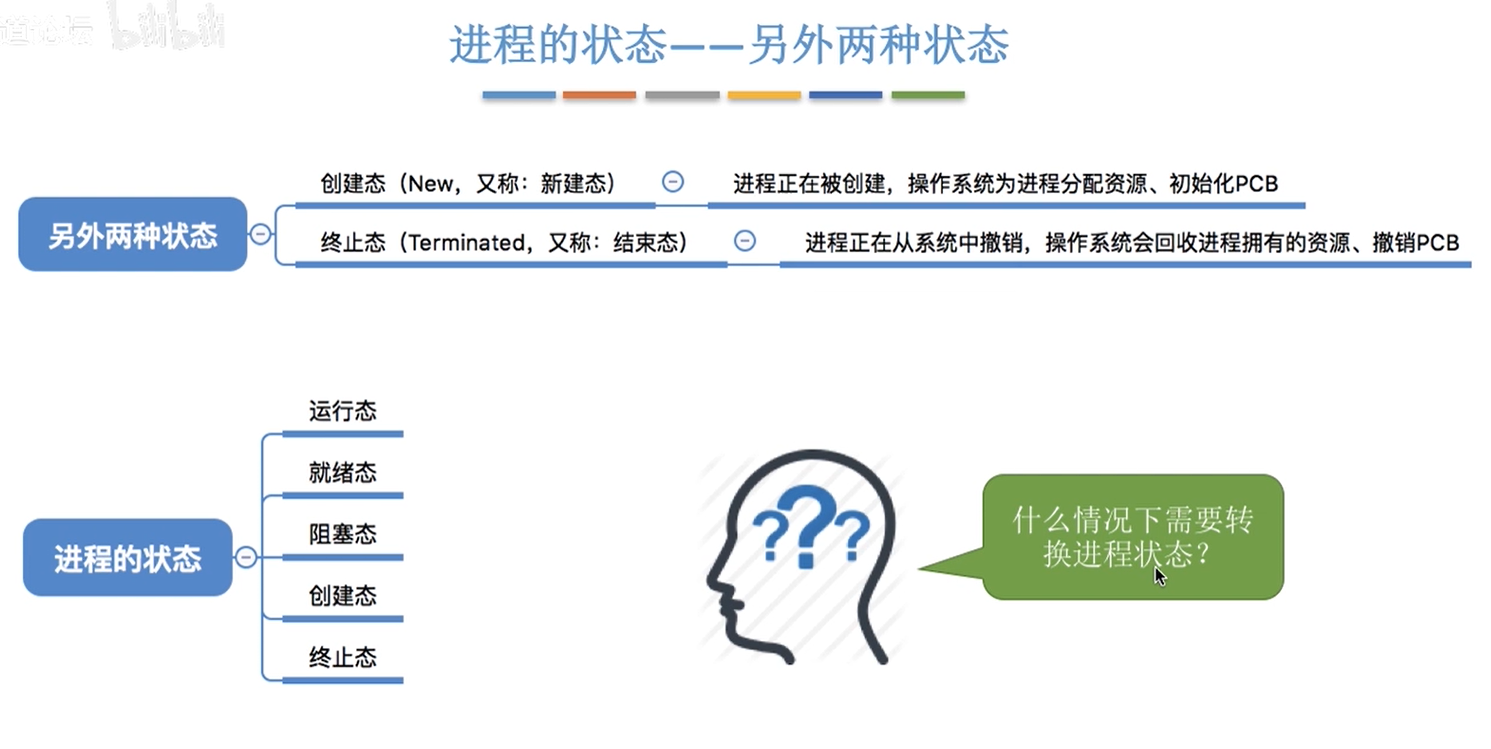 道论坛 bilibili
进程的状态——另外两种状态
另外两种状态
创建态（New，又称：新建态）
进程正在被创建，操作系统为进程分配资源、初始化PCB
终止态（Terminated，又称：结束态）
进程正在从系统中撤销，操作系统会回收进程拥有的资源、撤销PCB
进程的状态
运行态
就绪态
阻塞态
创建态
终止态
???
什么情况下需要转
换进程状态？